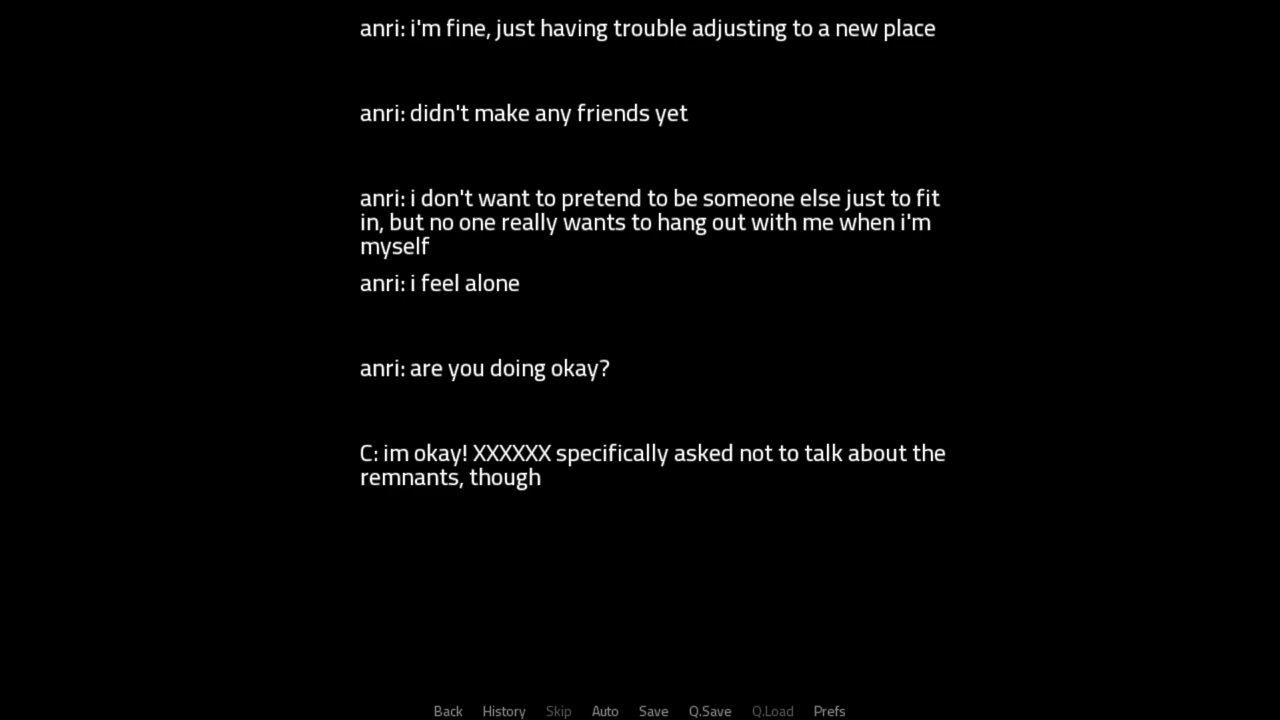 anri: i'm fine, just having trouble adjusting to a new place
anri: didn't make any friends yet
anri: i don't want to pretend to be someone else just to fit
in, but no one really wants to hang out with me when i'm
myself
anri: i feel alone
anri: are you doing okay?
C: im okay! XXXXXX specifically asked not to talk about the
remnants, though
Back History Skip Auto Save Q.Save Q.Load Prefs